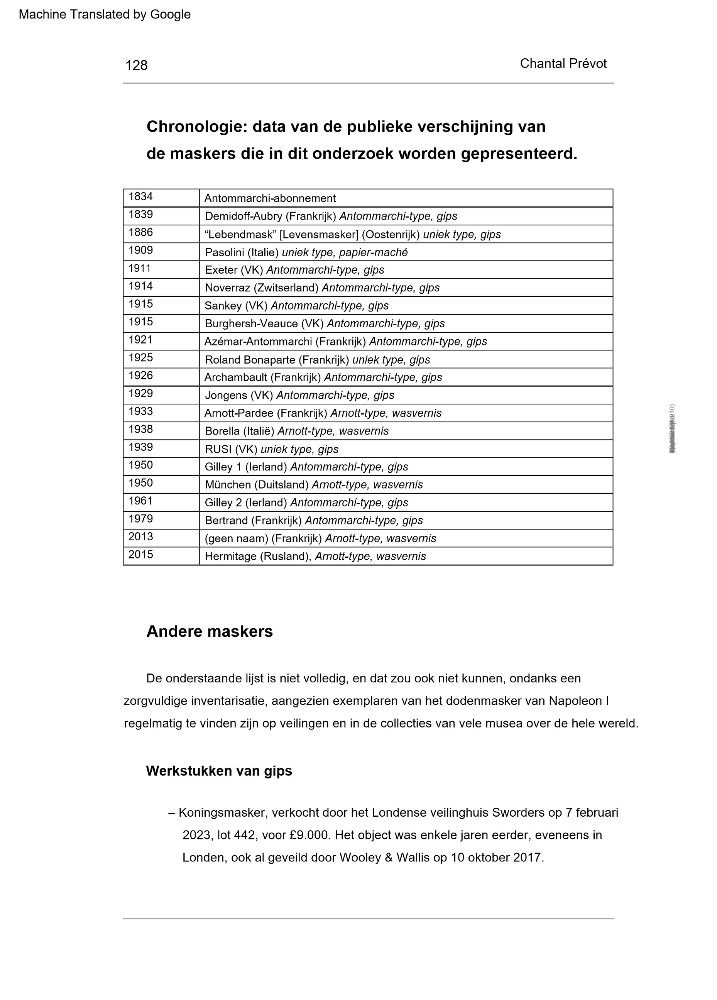 Machine Translated by Google
128
Chantal Prévot
Chronologie: data van de publieke verschijning van
de maskers die in dit onderzoek worden gepresenteerd.
1834 Antommarchi-abonnement
1839 Demidoff-Aubry (Frankrijk) Antommarchi-type, gips
1886 “Lebendmask” [Levensmasker] (Oostenrijk) uniek type, gips
1909 Pasolini (Italie) uniek type, papier-maché
1911 Exeter (VK) Antommarchi-type, gips
1914 Noverraz (Zwitserland) Antommarchi-type, gips
1915 Sankey (VK) Antommarchi-type, gips
1915 Burghersh-Veauce (VK) Antommarchi-type, gips
1921 Azémar-Antommarchi (Frankrijk) Antommarchi-type, gips
1925 Roland Bonaparte (Frankrijk) uniek type, gips
1926 Archambault (Frankrijk) Antommarchi-type, gips
1929 Jongens (VK) Antommarchi-type, gips
1933 Arnott-Pardee (Frankrijk) Arnott-type, wasvernis
1938 Borella (Italië) Arnott-type, wasvernis
1939 RUSI (VK) uniek type, gips
1950 Gilley 1 (Ierland) Antommarchi-type, gips
1950 München (Duitsland) Arnott-type, wasvernis
1961 Gilley 2 (Ierland) Antommarchi-type, gips
1979 Bertrand (Frankrijk) Antommarchi-type, gips
2013 (geen naam) (Frankrijk) Arnott-type, wasvernis
2015 Hermitage (Rusland), Arnott-type, wasvernis
Andere maskers
De onderstaande lijst is niet volledig, en dat zou ook niet kunnen, ondanks een
zorgvuldige inventarisatie, aangezien exemplaren van het dodenmasker van Napoleon I
regelmatig te vinden zijn op veilingen en in de collecties van vele musea over de hele wereld.
Werkstukken van gips
– Koningsmasker, verkocht door het Londense veilinghuis Sworders op 7 februari
2023, lot 442, voor £9.000. Het object was enkele jaren eerder, eveneens in
Londen, ook al geveild door Wooley & Wallis op 10 oktober 2017.